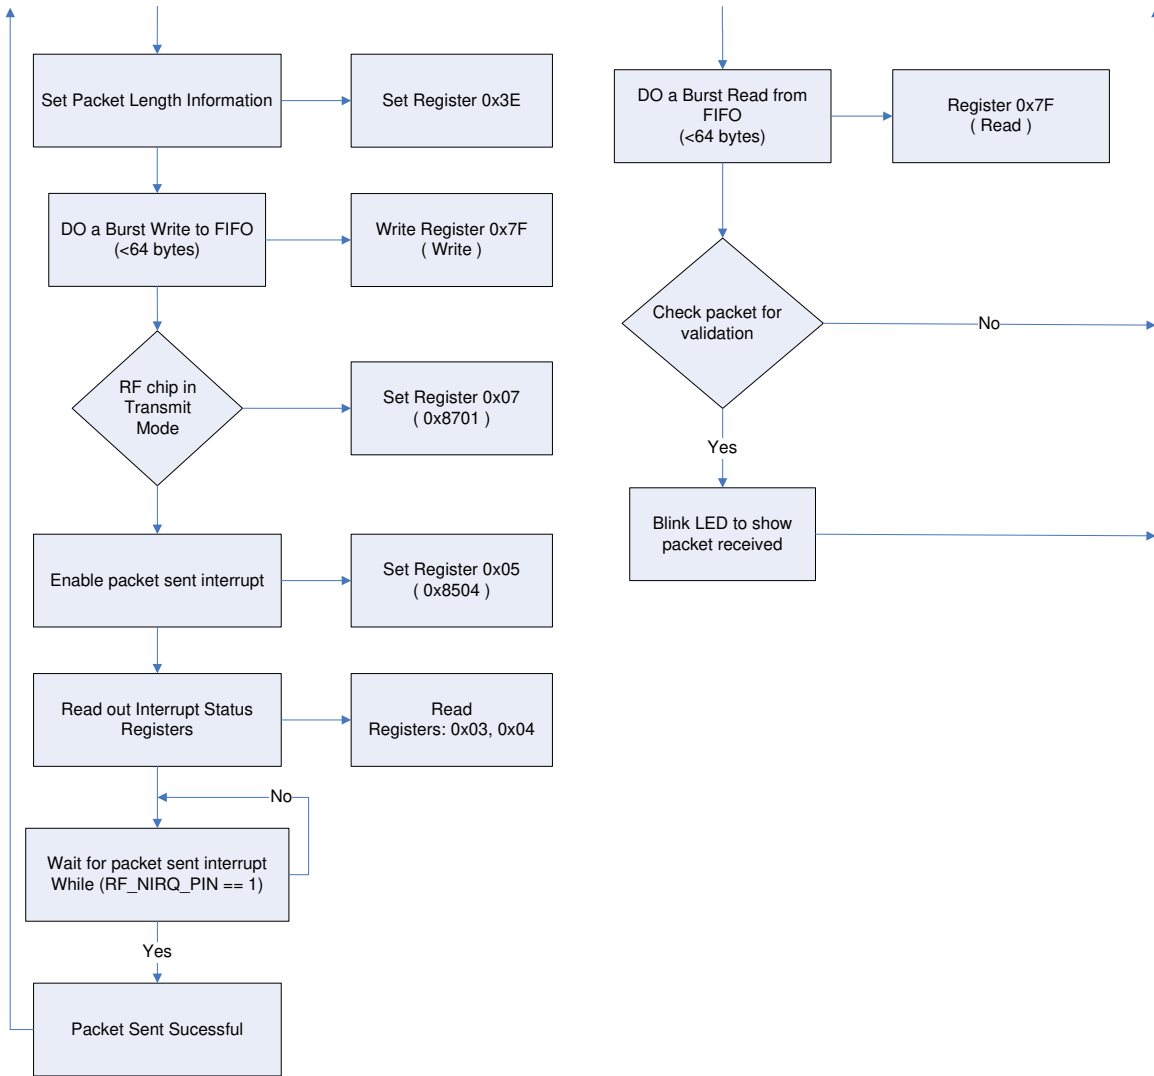 Set Packet Length Information
Set Register 0x3E
DO a Burst Write to FIFO
(<64 bytes)
Write Register 0x7F
( Write )
RF chip in
Transmit
Mode
Set Register 0x07
( 0x8701 )
Enable packet sent interrupt
Set Register 0x05
( 0x8504 )
Read out Interrupt Status
Registers
Read
Registers: 0x03, 0x04
No
Wait for packet sent interrupt
While (RF_NIRQ_PIN == 1)
Yes
Packet Sent Sucessful
DO a Burst Read from
FIFO
(<64 bytes)
Register 0x7F
( Read )
Check packet for
validation
No
Yes
Blink LED to show
packet received